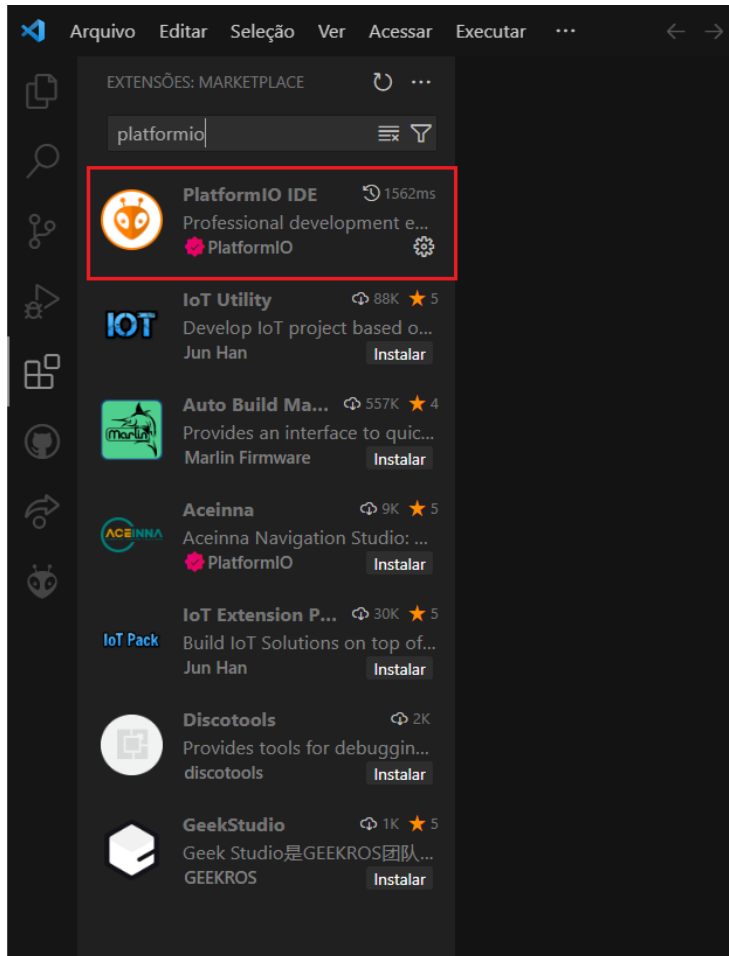 Arquivo Editar Seleção Ver Acessar Executar ...
EXTENSÕES: MARKETPLACE
platformio
PlatformIO IDE 1562ms
Professional development e...
PlatformIO
IOT
IoT Utility 88K ★ 5
Develop IoT project based o...
Jun Han Instalar
Marlin
Auto Build Ma... 557K ★ 4
Provides an interface to quic...
Marlin Firmware Instalar
ACEINNA
Aceinna 9K ★ 5
Aceinna Navigation Studio: ...
PlatformIO Instalar
IoT Pack
IoT Extension P... 30K ★ 5
Build IoT Solutions on top of...
Jun Han Instalar
Discotools 2K
Provides tools for debuggin...
discotools Instalar
GeekStudio 1K ★ 5
Geek Studio是GEEKROS团队...
GEEKROS Instalar